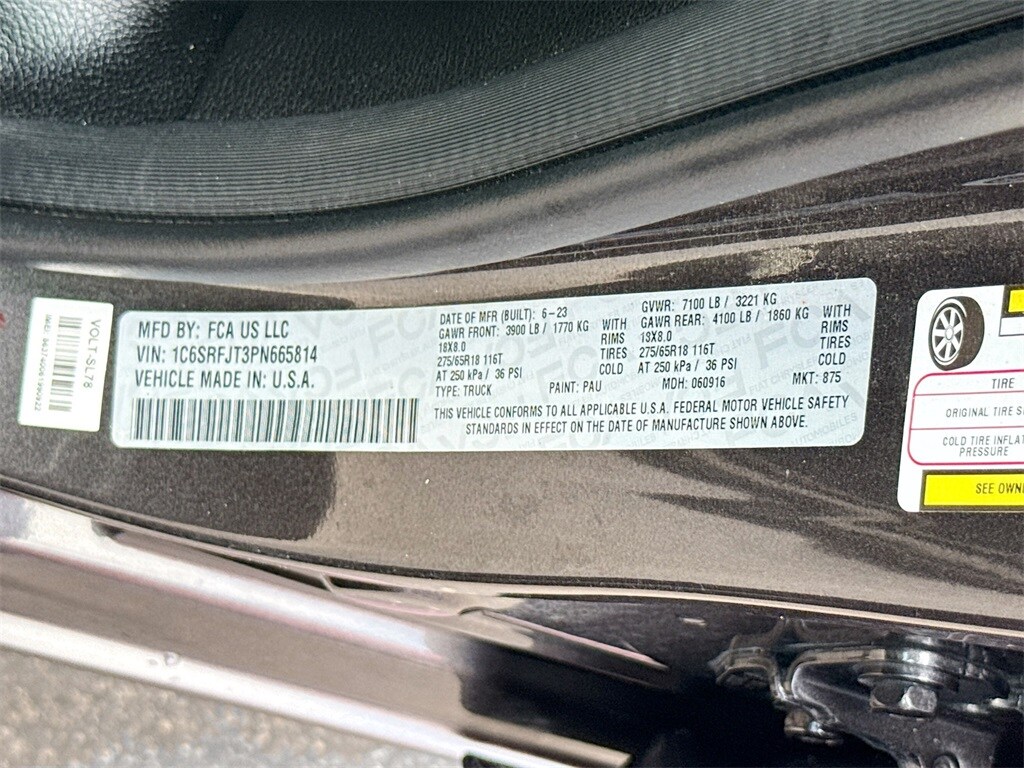 VOLT-SL78
MFD BY: FCA US LLC
VIN: 1C6SRFJT3PN665814
VEHICLE MADE IN: U.S.A.
DATE OF MFR (BUILT): 6-23
GAWR FRONT: 3900 LB / 1770 KG WITH
18X8.0 RIMS
275/65R18 116T TIRES
AT 250 kPa / 36 PSI COLD
TYPE: TRUCK
PAINT: PAU
GVWR: 7100 LB / 3221 KG
GAWR REAR: 4100 LB / 1860 KG WITH
18X8.0 RIMS
275/65R18 116T TIRES
AT 250 kPa / 36 PSI COLD
MDH: 060916
MKT: 875
THIS VEHICLE CONFORMS TO ALL APPLICABLE U.S.A. FEDERAL MOTOR VEHICLE SAFETY
STANDARDS IN EFFECT ON THE DATE OF MANUFACTURE SHOWN ABOVE.
TIRE
ORIGINAL TIRE S
COLD TIRE INFLAT
PRESSURE
SEE OWN